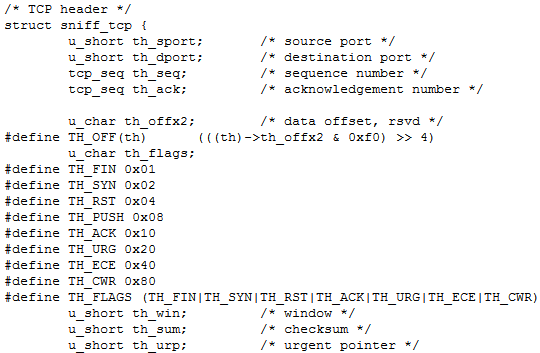 /* TCP header */
struct sniff_tcp {
        u_short th_sport;       /* source port */
        u_short th_dport;       /* destination port */
        tcp_seq th_seq;         /* sequence number */
        tcp_seq th_ack;         /* acknowledgement number */

        u_char th_offx2;        /* data offset, rsvd */
#define TH_OFF(th)      (((th)->th_offx2 & 0xf0) >> 4)
        u_char th_flags;
#define TH_FIN 0x01
#define TH_SYN 0x02
#define TH_RST 0x04
#define TH_PUSH 0x08
#define TH_ACK 0x10
#define TH_URG 0x20
#define TH_ECE 0x40
#define TH_CWR 0x80
#define TH_FLAGS (TH_FIN|TH_SYN|TH_RST|TH_ACK|TH_URG|TH_ECE|TH_CWR)
        u_short th_win;         /* window */
        u_short th_sum;         /* checksum */
        u_short th_urp;         /* urgent pointer */